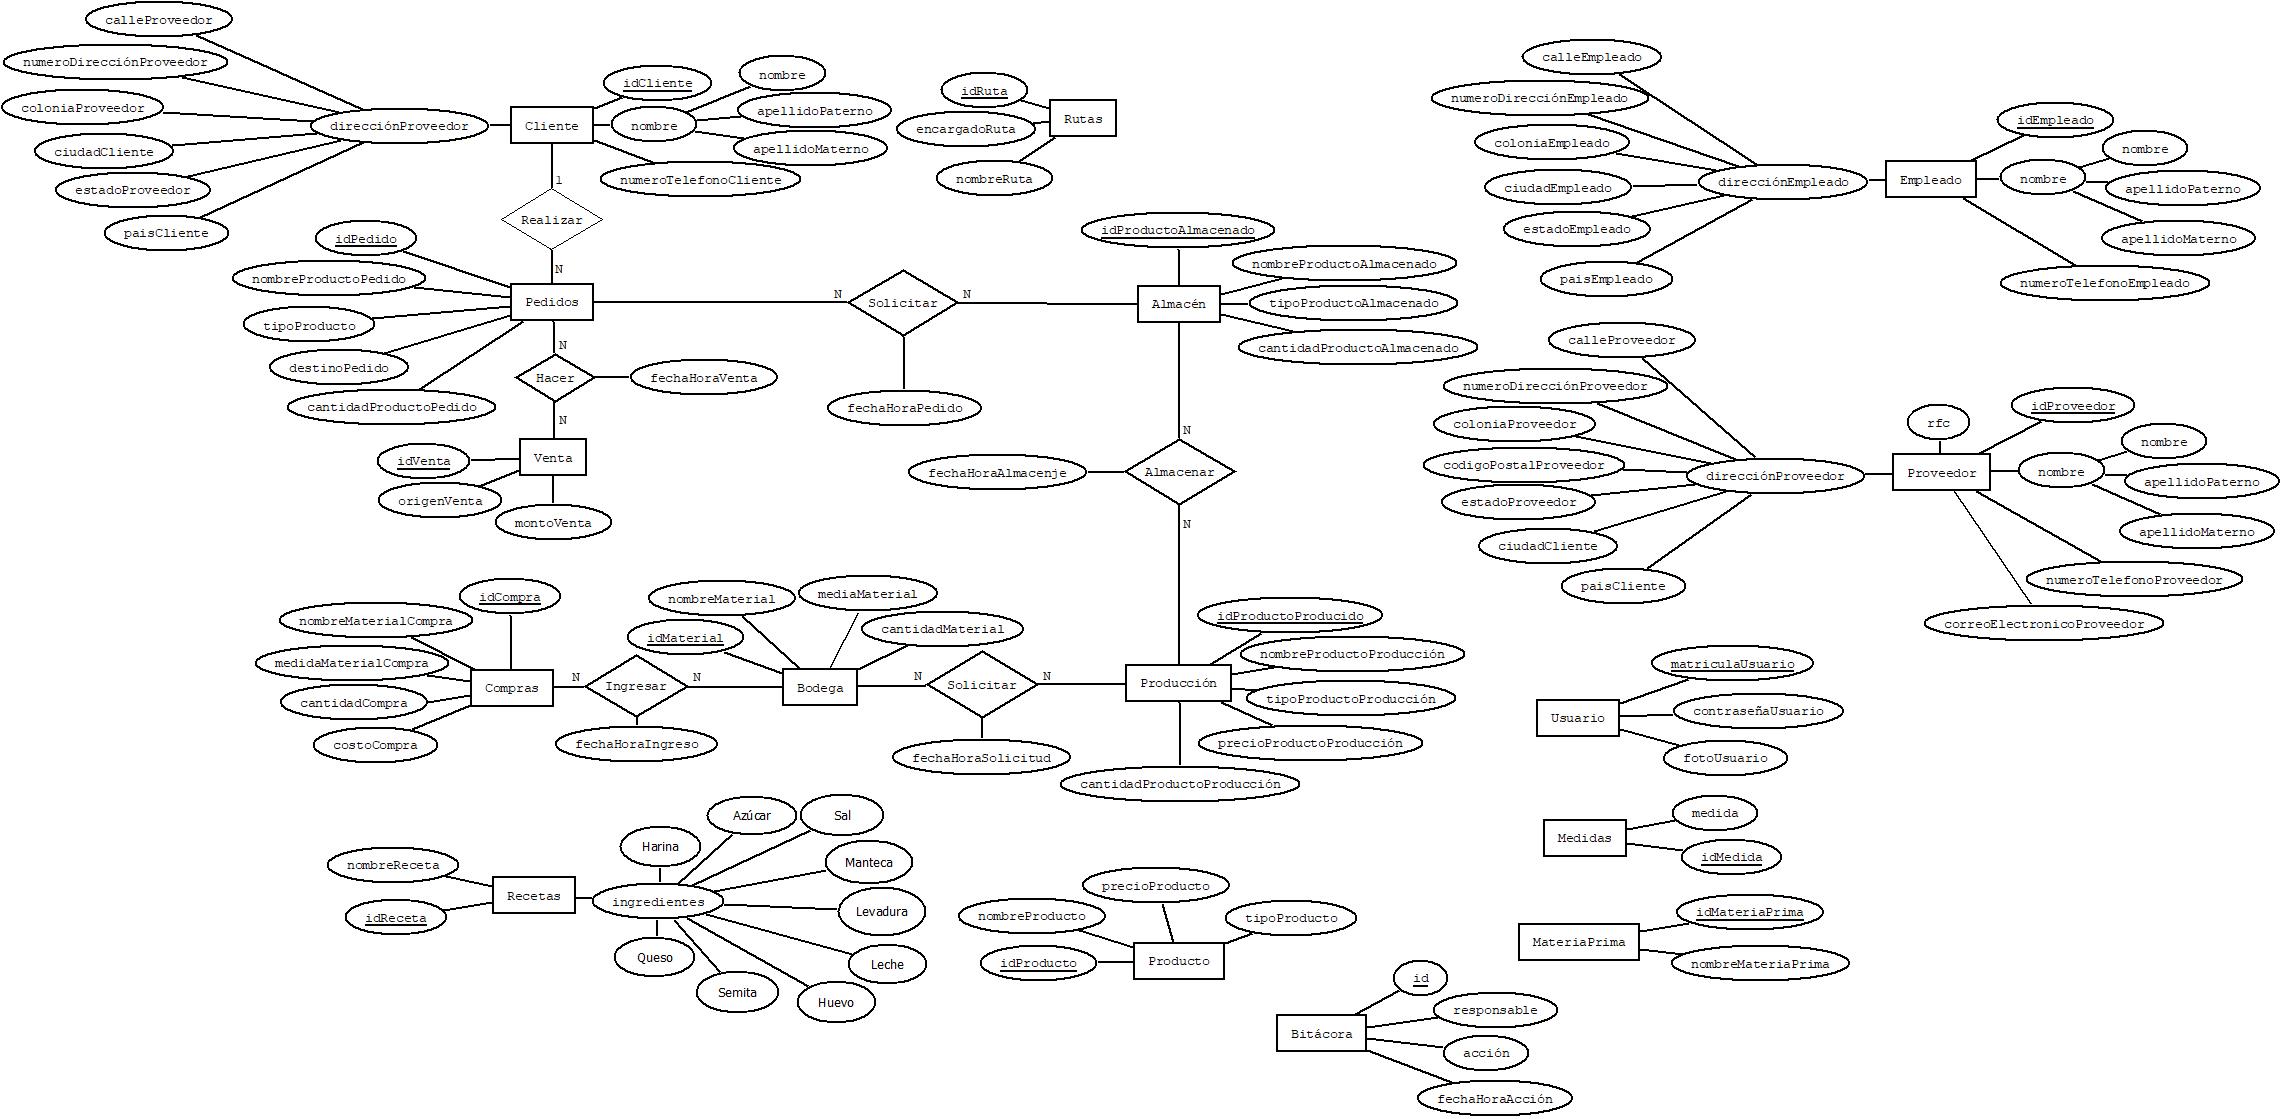 calleProveedor
numeroDirecciónProveedor
coloniaProveedor
ciudadCliente
estadoProveedor
paisCliente
direcciónProveedor
Cliente
idCliente
nombre
nombre
apellidoPaterno
apellidoMaterno
numeroTelefonoCliente
1
Realizar
N
idRuta
encargadoRuta
nombreRuta
Rutas
calleEmpleado
numeroDirecciónEmpleado
coloniaEmpleado
ciudadEmpleado
estadoEmpleado
paisEmpleado
direcciónEmpleado
Empleado
idEmpleado
nombre
nombre
apellidoPaterno
apellidoMaterno
numeroTelefonoEmpleado
idPedido
nombreProductoPedido
tipoProducto
destinoPedido
cantidadProductoPedido
Pedidos
N
Solicitar
N
fechaHoraPedido
idProductoAlmacenado
nombreProductoAlmacenado
tipoProductoAlmacenado
cantidadProductoAlmacenado
Almacén
N
Hacer
fechaHoraVenta
N
idVenta
origenVenta
Venta
montoVenta
N
fechaHoraAlmacenje
Almacenar
N
calleProveedor
numeroDirecciónProveedor
coloniaProveedor
codigoPostalProveedor
estadoProveedor
ciudadCliente
paisCliente
direcciónProveedor
rfc
Proveedor
idProveedor
nombre
nombre
apellidoPaterno
apellidoMaterno
numeroTelefonoProveedor
correoElectronicoProveedor
idCompra
nombreMaterialCompra
medidaMaterialCompra
cantidadCompra
costoCompra
Compras
N
Ingresar
N
fechaHoraIngreso
nombreMaterial
mediaMaterial
idMaterial
cantidadMaterial
Bodega
N
Solicitar
N
fechaHoraSolicitud
idProductoProducido
nombreProductoProducción
tipoProductoProducción
precioProductoProducción
cantidadProductoProducción
Producción
matriculaUsuario
Usuario
contraseñaUsuario
fotoUsuario
medida
Medidas
idMedida
idMateriaPrima
MateriaPrima
nombreMateriaPrima
nombreReceta
idReceta
Recetas
ingredientes
Harina
Azúcar
Sal
Manteca
Levadura
Leche
Huevo
Semita
Queso
precioProducto
nombreProducto
tipoProducto
idProducto
Producto
id
Bitácora
responsable
acción
fechaHoraAcción